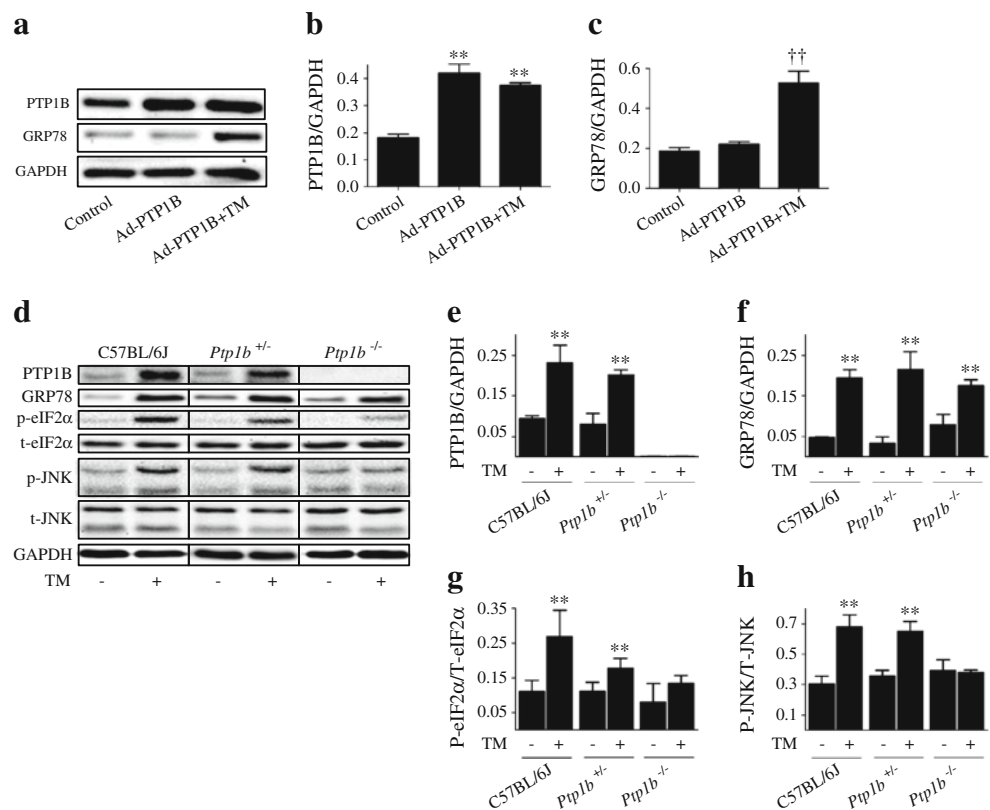 a
PTP1B
GRP78
GAPDH
Control
Ad-PTP1B
Ad-PTP1B+TM
b
PTP1B/GAPDH
0.4
0.2
0.0
**
**
Control
Ad-PTP1B
Ad-PTP1B+TM
c
GRP78/GAPDH
0.6
0.4
0.2
0.0
††
Control
Ad-PTP1B
Ad-PTP1B+TM
d
C57BL/6J Ptp1b +/- Ptp1b -/-
PTP1B
GRP78
p-eIF2α
t-eIF2α
p-JNK
t-JNK
GAPDH
TM - + - + - +
e
PTP1B/GAPDH
0.25
0.15
0.05
**
**
TM - + - + - +
C57BL/6J
Ptp1b +/-
Ptp1b -/-
f
GRP78/GAPDH
0.25
0.15
0.05
**
**
**
TM - + - + - +
C57BL/6J
Ptp1b +/-
Ptp1b -/-
g
P-eIF2α/T-eIF2α
0.35
0.25
0.15
0.05
**
**
TM - + - + - +
C57BL/6J
Ptp1b +/-
Ptp1b -/-
h
P-JNK/T-JNK
0.7
0.5
0.3
0.1
**
**
TM - + - + - +
C57BL/6J
Ptp1b +/-
Ptp1b -/-